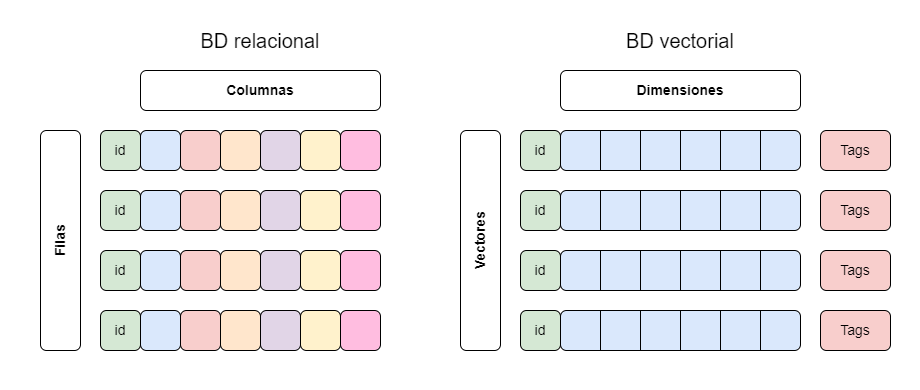 BD relacional
Columnas
Filas
id
id
id
id
BD vectorial
Dimensiones
Vectores
id
Tags
id
Tags
id
Tags
id
Tags